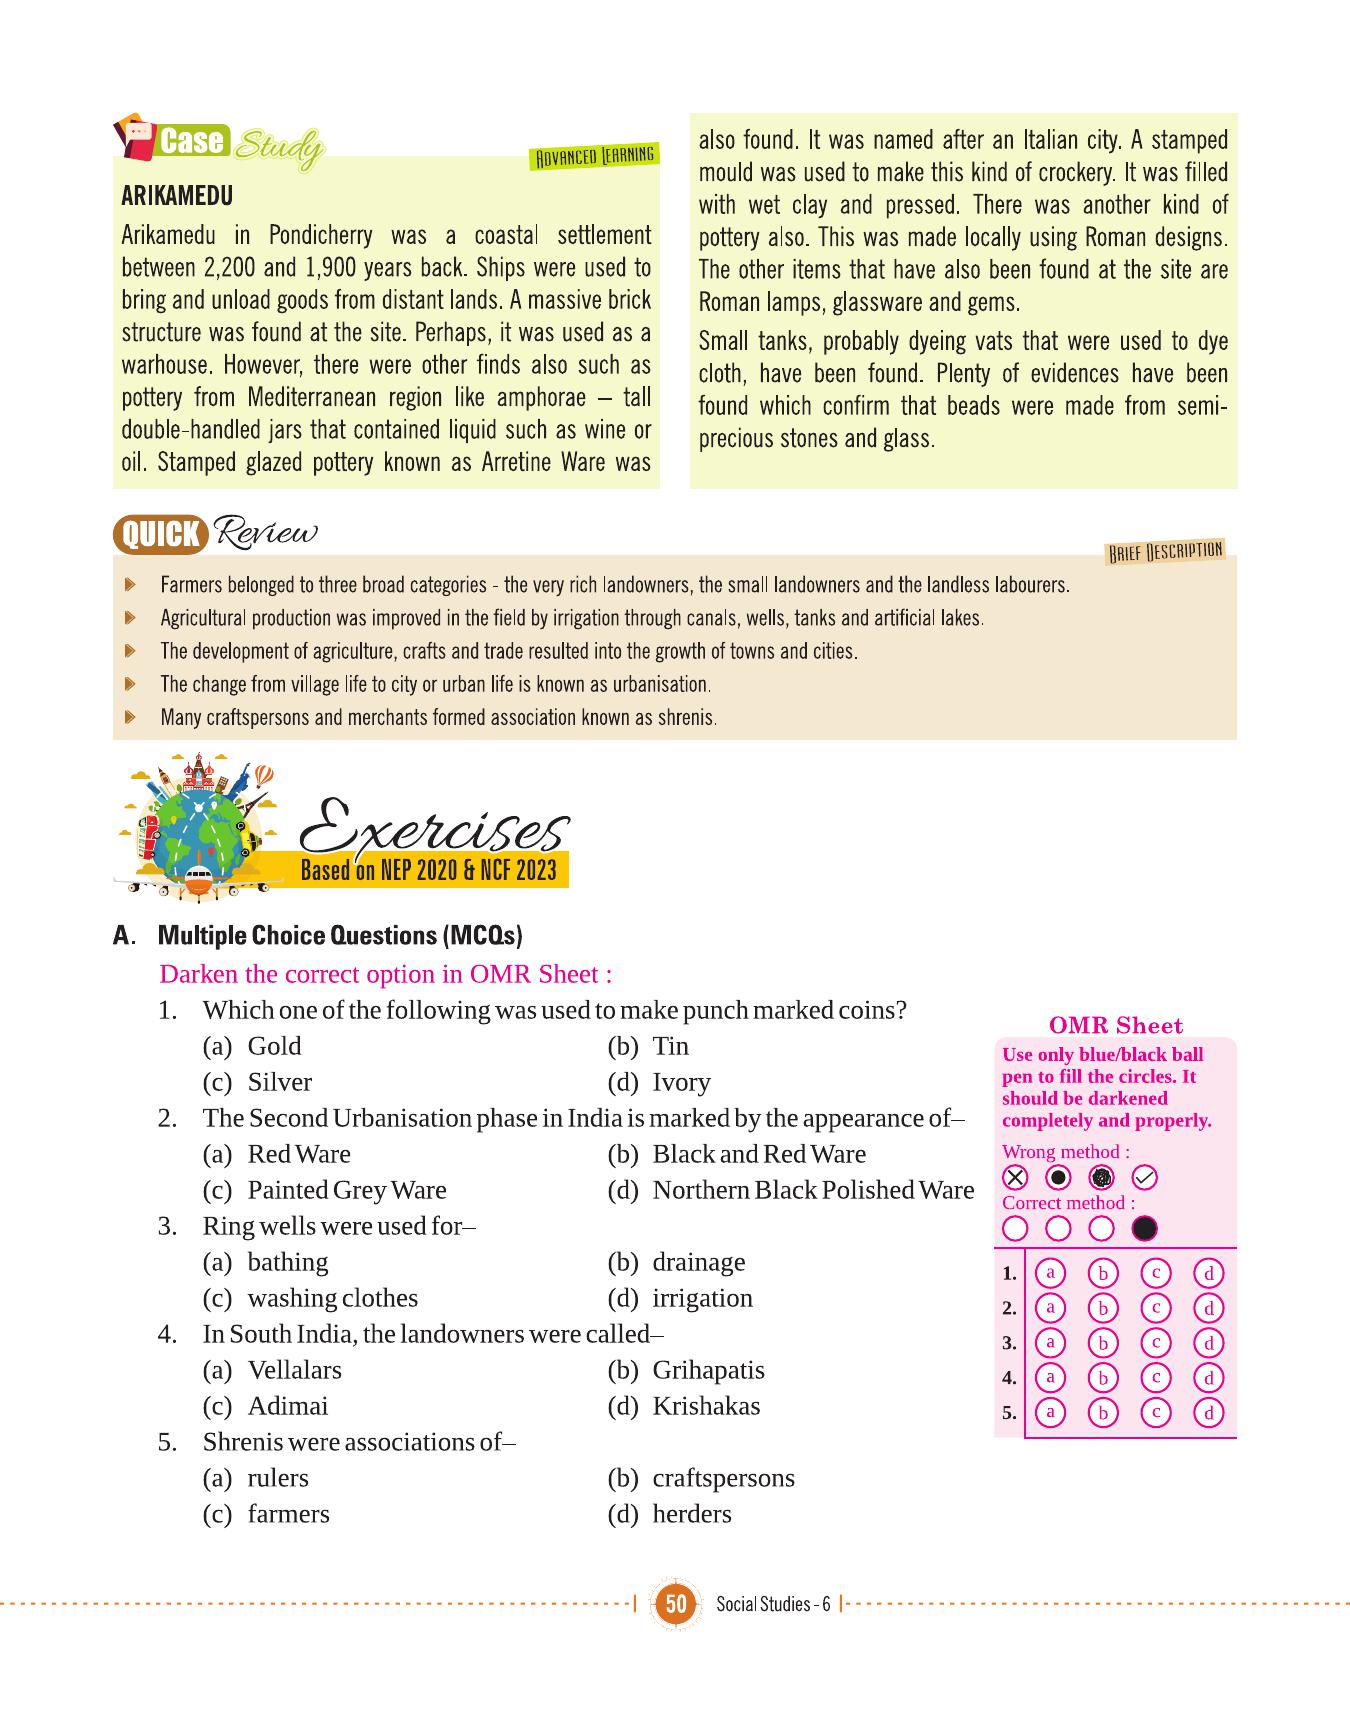 Case Study
ADVANCED LEARNING
ARIKAMEDU
Arikamedu in Pondicherry was a coastal settlement
between 2,200 and 1,900 years back. Ships were used to
bring and unload goods from distant lands. A massive brick
structure was found at the site. Perhaps, it was used as a
warhouse. However, there were other finds also such as
pottery from Mediterranean region like amphorae – tall
double-handled jars that contained liquid such as wine or
oil. Stamped glazed pottery known as Arretine Ware was
also found. It was named after an Italian city. A stamped
mould was used to make this kind of crockery. It was filled
with wet clay and pressed. There was another kind of
pottery also. This was made locally using Roman designs.
The other items that have also been found at the site are
Roman lamps, glassware and gems.
Small tanks, probably dyeing vats that were used to dye
cloth, have been found. Plenty of evidences have been
found which confirm that beads were made from semi-
precious stones and glass.
QUICK Review
BRIEF DESCRIPTION
Farmers belonged to three broad categories - the very rich landowners, the small landowners and the landless labourers.
Agricultural production was improved in the field by irrigation through canals, wells, tanks and artificial lakes.
The development of agriculture, crafts and trade resulted into the growth of towns and cities.
The change from village life to city or urban life is known as urbanisation.
Many craftspersons and merchants formed association known as shrenis.
Exercises
Based on NEP 2020 & NCF 2023
A. Multiple Choice Questions (MCQs)
Darken the correct option in OMR Sheet :
1. Which one of the following was used to make punch marked coins?
(a) Gold (b) Tin
(c) Silver (d) Ivory
2. The Second Urbanisation phase in India is marked by the appearance of–
(a) Red Ware (b) Black and Red Ware
(c) Painted Grey Ware (d) Northern Black Polished Ware
3. Ring wells were used for–
(a) bathing (b) drainage
(c) washing clothes (d) irrigation
4. In South India, the landowners were called–
(a) Vellalars (b) Grihapatis
(c) Adimai (d) Krishakas
5. Shrenis were associations of–
(a) rulers (b) craftspersons
(c) farmers (d) herders
OMR Sheet
Use only blue/black ball
pen to fill the circles. It
should be darkened
completely and properly.
Wrong method :
Correct method :
1. a b c d
2. a b c d
3. a b c d
4. a b c d
5. a b c d
50 Social Studies - 6